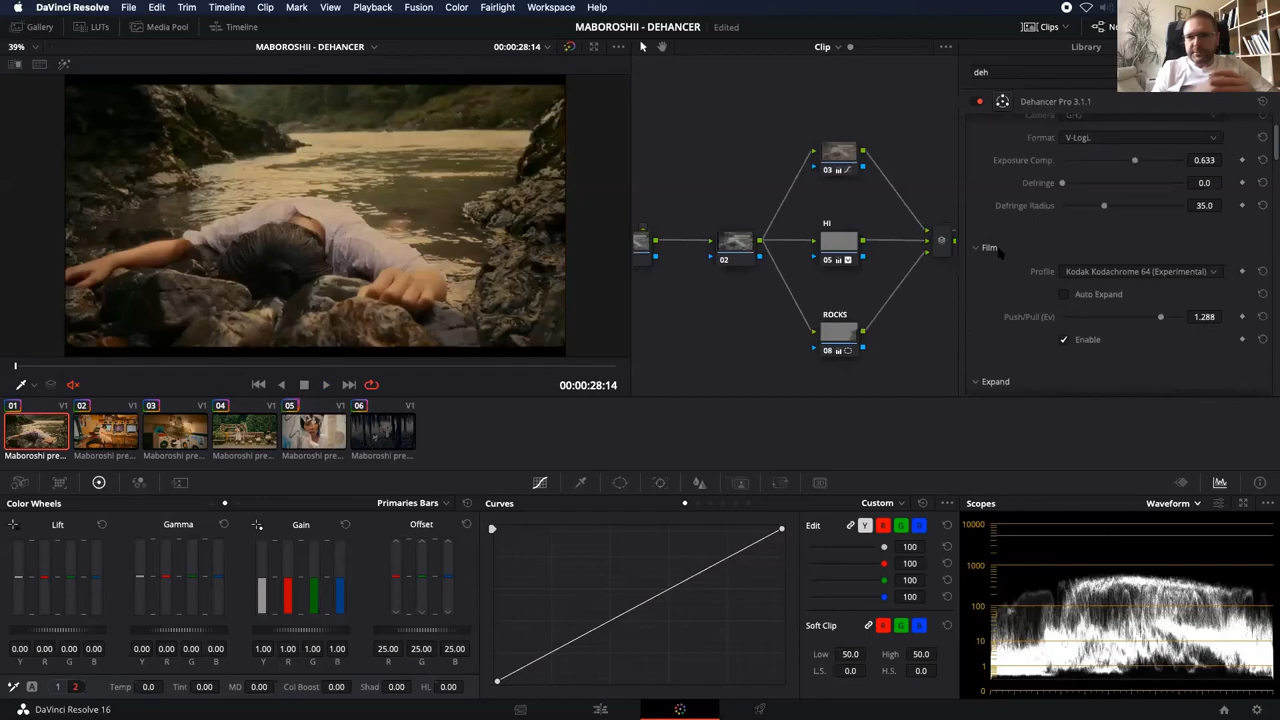 DaVinci Resolve File Edit Trim Timeline Clip Mark View Playback Fusion Color Fairlight Workspace Help
Gallery LUTs Media Pool Timeline MABOROSHII - DEHANCER Edited Clips
39% MABOROSHII - DEHANCER 00:00:28:14 Clip Library
deh
Dehancer Pro 3.1.1
Camera GH5
Format V-LogL
Exposure Comp. 0.633
Defringe 0.0
Defringe Radius 35.0
Film
Profile Kodak Kodachrome 64 (Experimental)
Auto Expand
Push/Pull (Ev) 1.288
Enable
Expand
03
HI
02
05
ROCKS
08
00:00:28:14
01 V1 02 V1 03 V1 04 V1 05 V1 06 V1
Maboroshi pre... Maboroshi pre... Maboroshi pre... Maboroshi pre... Maboroshi pre... Maboroshi pre...
Color Wheels Primaries Bars Curves Custom Scopes Waveform
Lift Gamma Gain Offset
Edit Y R G B
100
100
100
100
Soft Clip R G B
Low 50.0 High 50.0
L.S. 0.0 H.S. 0.0
10000
1000
100
10
1
0
0.00 0.00 0.00 0.00 0.00 0.00 0.00 0.00 1.00 1.00 1.00 1.00 25.00 25.00 25.00
Y R G B Y R G B Y R G B R G B
A 1 2 Temp 0.0 Tint 0.00 MD 0.00 Col Boost 0.00 Shad 0.00 HL 0.00
DaVinci Resolve 16